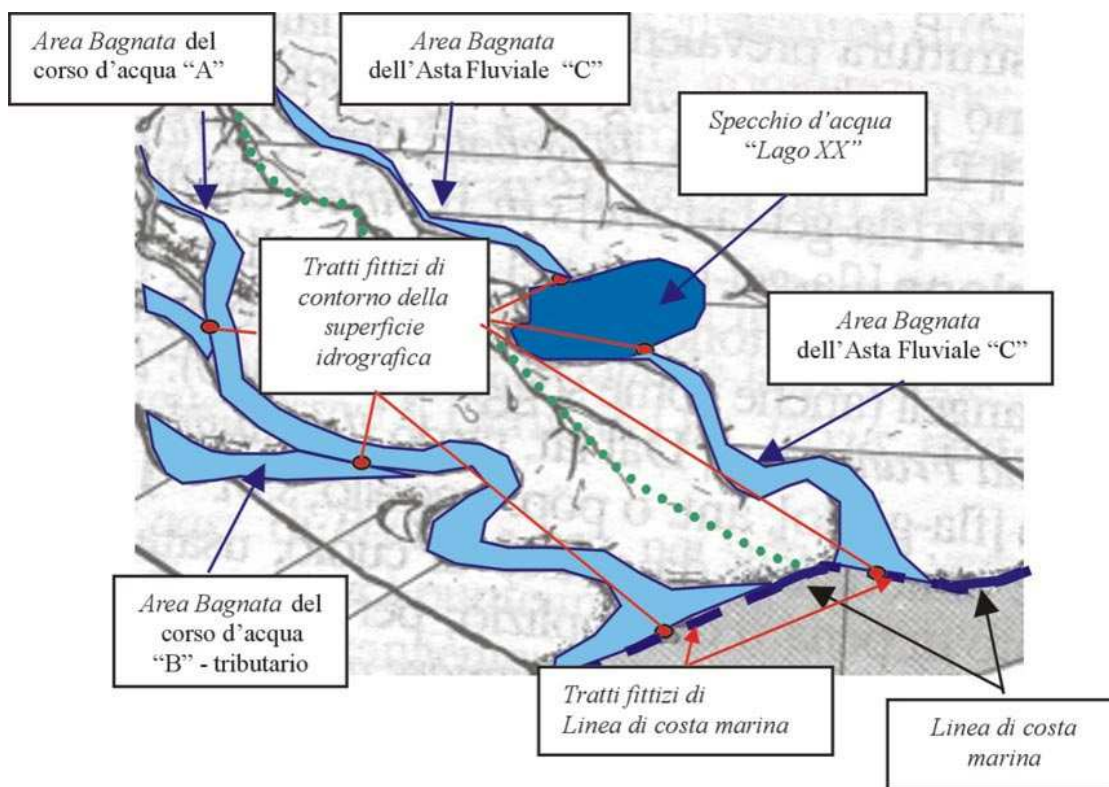 Area Bagnata del
corso d'acqua "A"
Area Bagnata
dell'Asta Fluviale "C"
Specchio d'acqua
"Lago XX"
Tratti fittizi di
contorno della
superficie
idrografica
Area Bagnata
dell'Asta Fluviale "C"
Area Bagnata del
corso d'acqua
"B" - tributario
Tratti fittizi di
Linea di costa marina
Linea di costa
marina